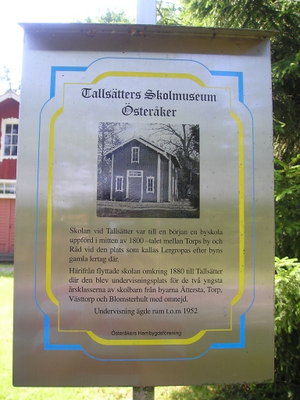 Tallsätters Skolmuseum
Österåker
Skolan vid Tallsätter var till en början en byskola
uppförd i mitten av 1800 -talet mellan Torps by och
Råd vid den plats som kallas Lergropas efter byns
gamla lertag där.
Härifrån flyttade skolan omkring 1880 till Tallsätter
där den blev undervisningsplats för de två yngsta
årsklasserna av skolbarn från byarna Ättersta, Torp,
Västtorp och Blomsterhult med omnejd.
Undervisning ägde rum t.o.m 1952
Österåkers Hembygdsförening